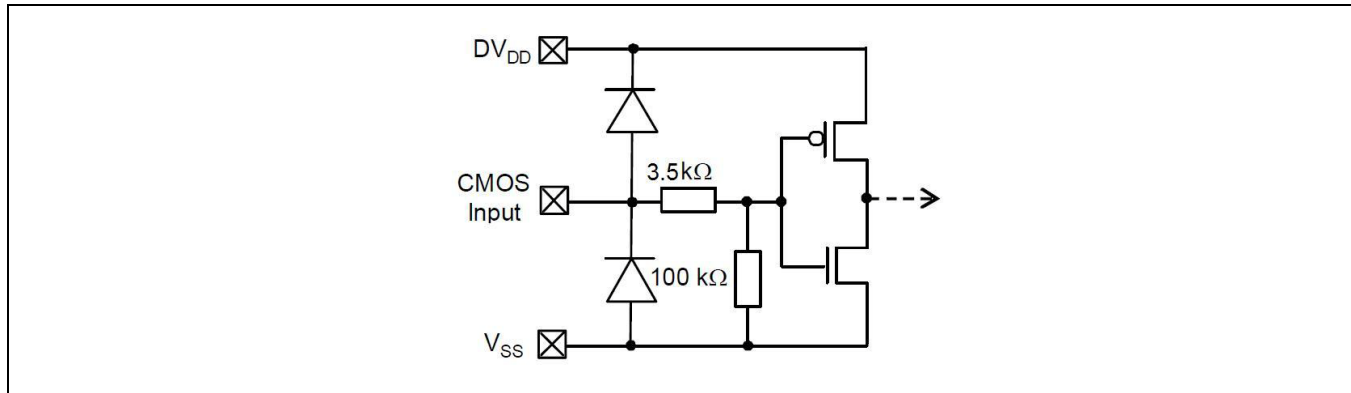 DVDD
3.5kΩ
CMOS
Input
100 kΩ
VSS